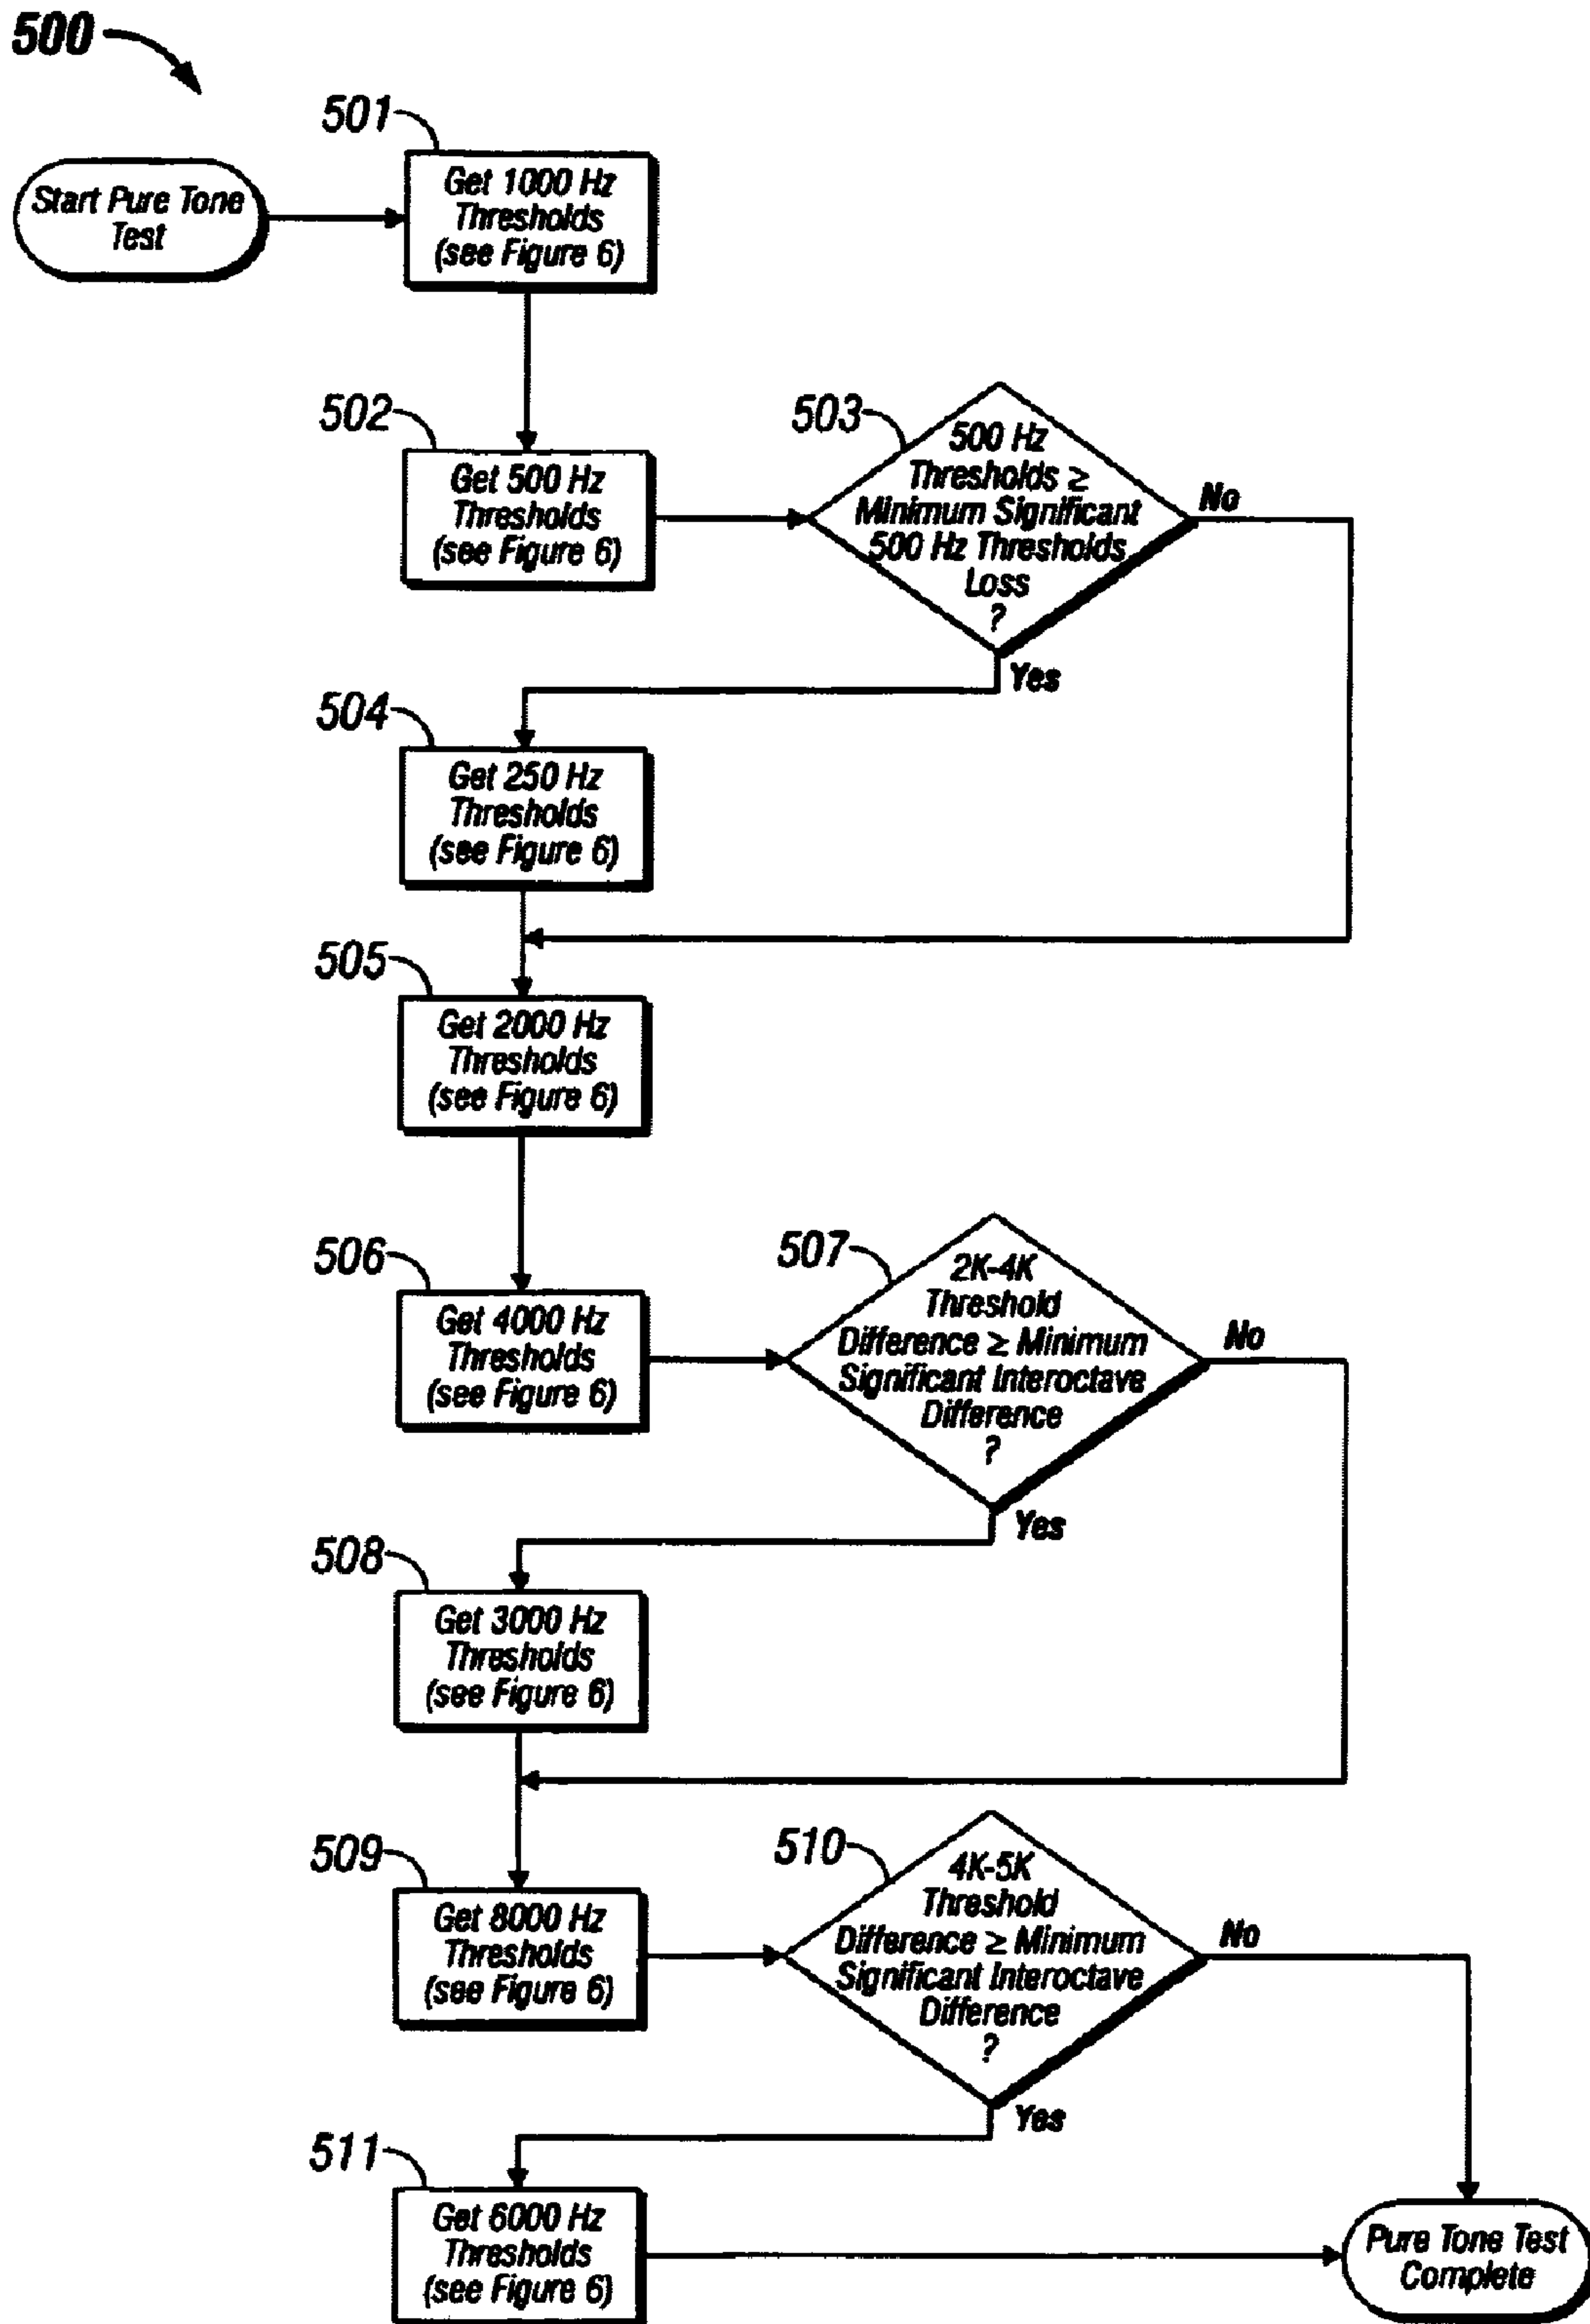 500
501
Start Pure Tone
Test
Get 1000 Hz
Thresholds
(see Figure 6)
502
Get 500 Hz
Thresholds
(see Figure 6)
503
500 Hz
Thresholds ≥
Minimum Significant
500 Hz Thresholds
Loss
?
No
Yes
504
Get 250 Hz
Thresholds
(see Figure 6)
505
Get 2000 Hz
Thresholds
(see Figure 6)
506
Get 4000 Hz
Thresholds
(see Figure 6)
507
2K-4K
Threshold
Difference ≥ Minimum
Significant Interoctave
Difference
?
No
Yes
508
Get 3000 Hz
Thresholds
(see Figure 6)
509
Get 8000 Hz
Thresholds
(see Figure 6)
510
4K-5K
Threshold
Difference ≥ Minimum
Significant Interoctave
Difference
?
No
Yes
511
Get 6000 Hz
Thresholds
(see Figure 6)
Pure Tone Test
Complete